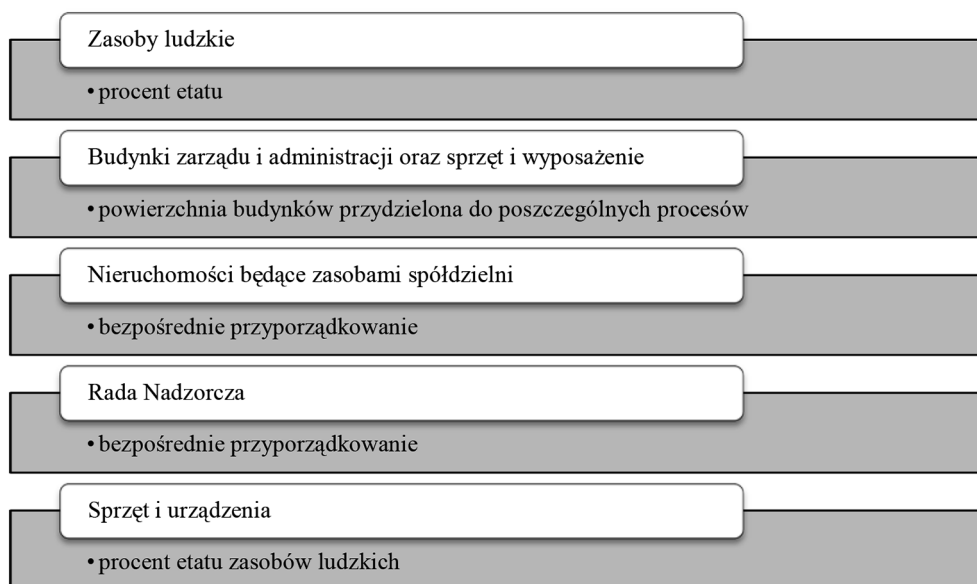 Zasoby ludzkie
• procent etatu
Budynki zarządu i administracji oraz sprzęt i wyposażenie
• powierzchnia budynków przydzielona do poszczególnych procesów
Nieruchomości będące zasobami spółdzielni
• bezpośrednie przyporządkowanie
Rada Nadzorcza
• bezpośrednie przyporządkowanie
Sprzęt i urządzenia
• procent etatu zasobów ludzkich